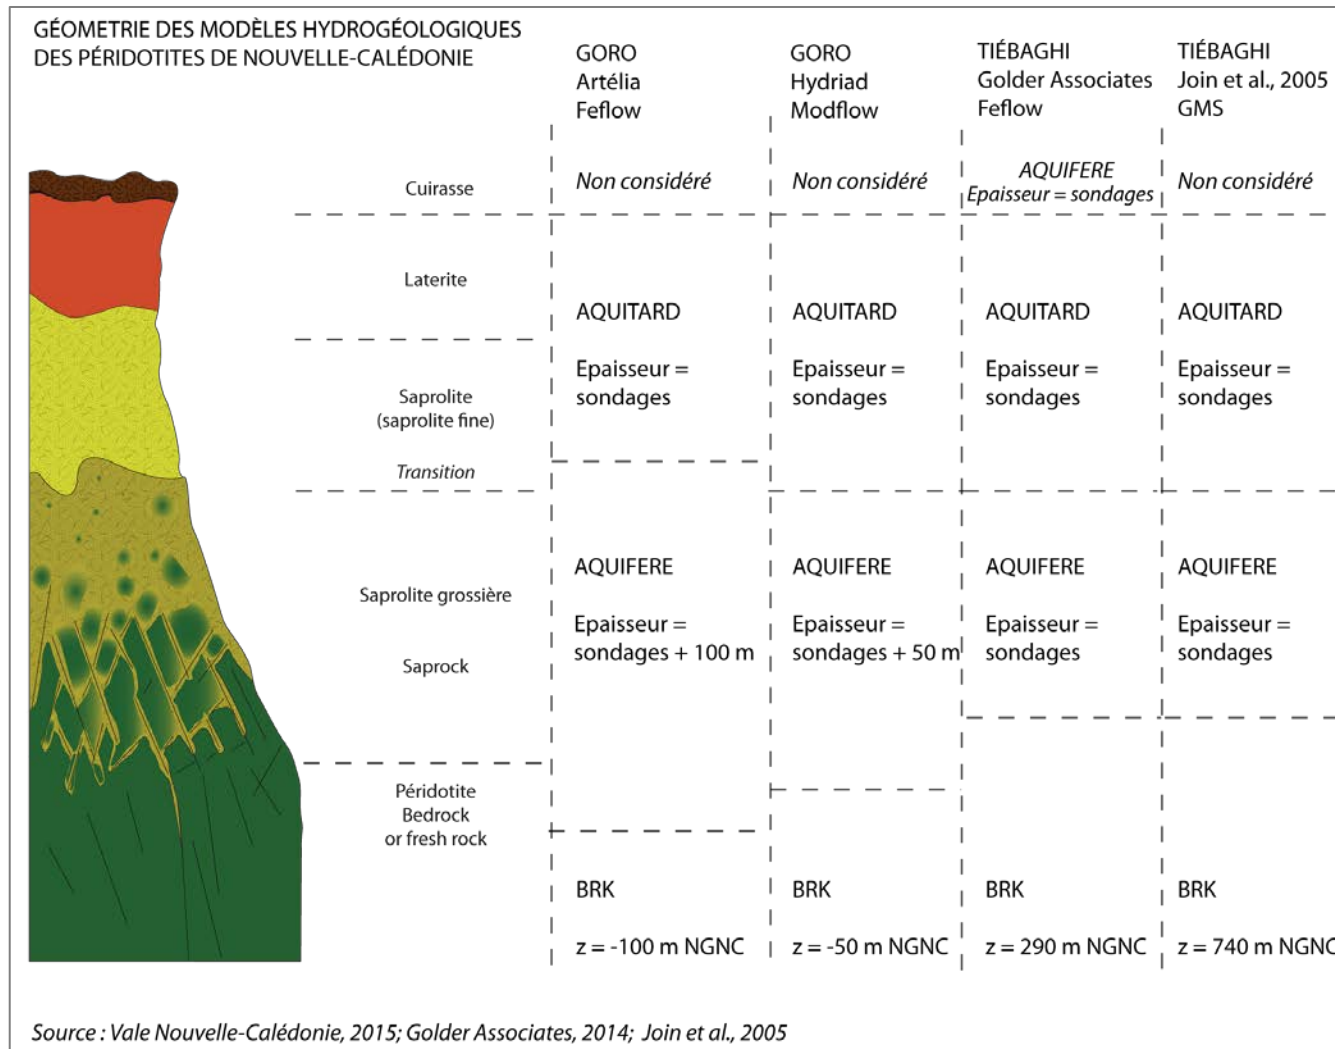 GÉOMETRIE DES MODÈLES HYDROGÉOLOGIQUES
DES PÉRIDOTITES DE NOUVELLE-CALÉDONIE
GORO
Artélia
Feflow
GORO
Hydriad
Modflow
TIÉBAGHI
Golder Associates
Feflow
TIÉBAGHI
Join et al., 2005
GMS
Cuirasse
Non considéré
Non considéré
AQUIFERE
Epaisseur = sondages
Non considéré
Laterite
Saprolite
(saprolite fine)
Transition
AQUITARD
Epaisseur =
sondages
AQUITARD
Epaisseur =
sondages
AQUITARD
Epaisseur =
sondages
AQUITARD
Epaisseur =
sondages
Saprolite grossière
Saprock
AQUIFERE
Epaisseur =
sondages + 100 m
AQUIFERE
Epaisseur =
sondages + 50 m
AQUIFERE
Epaisseur =
sondages
AQUIFERE
Epaisseur =
sondages
Péridotite
Bedrock
or fresh rock
BRK
z = -100 m NGNC
BRK
z = -50 m NGNC
BRK
z = 290 m NGNC
BRK
z = 740 m NGNC
Source : Vale Nouvelle-Calédonie, 2015; Golder Associates, 2014; Join et al., 2005